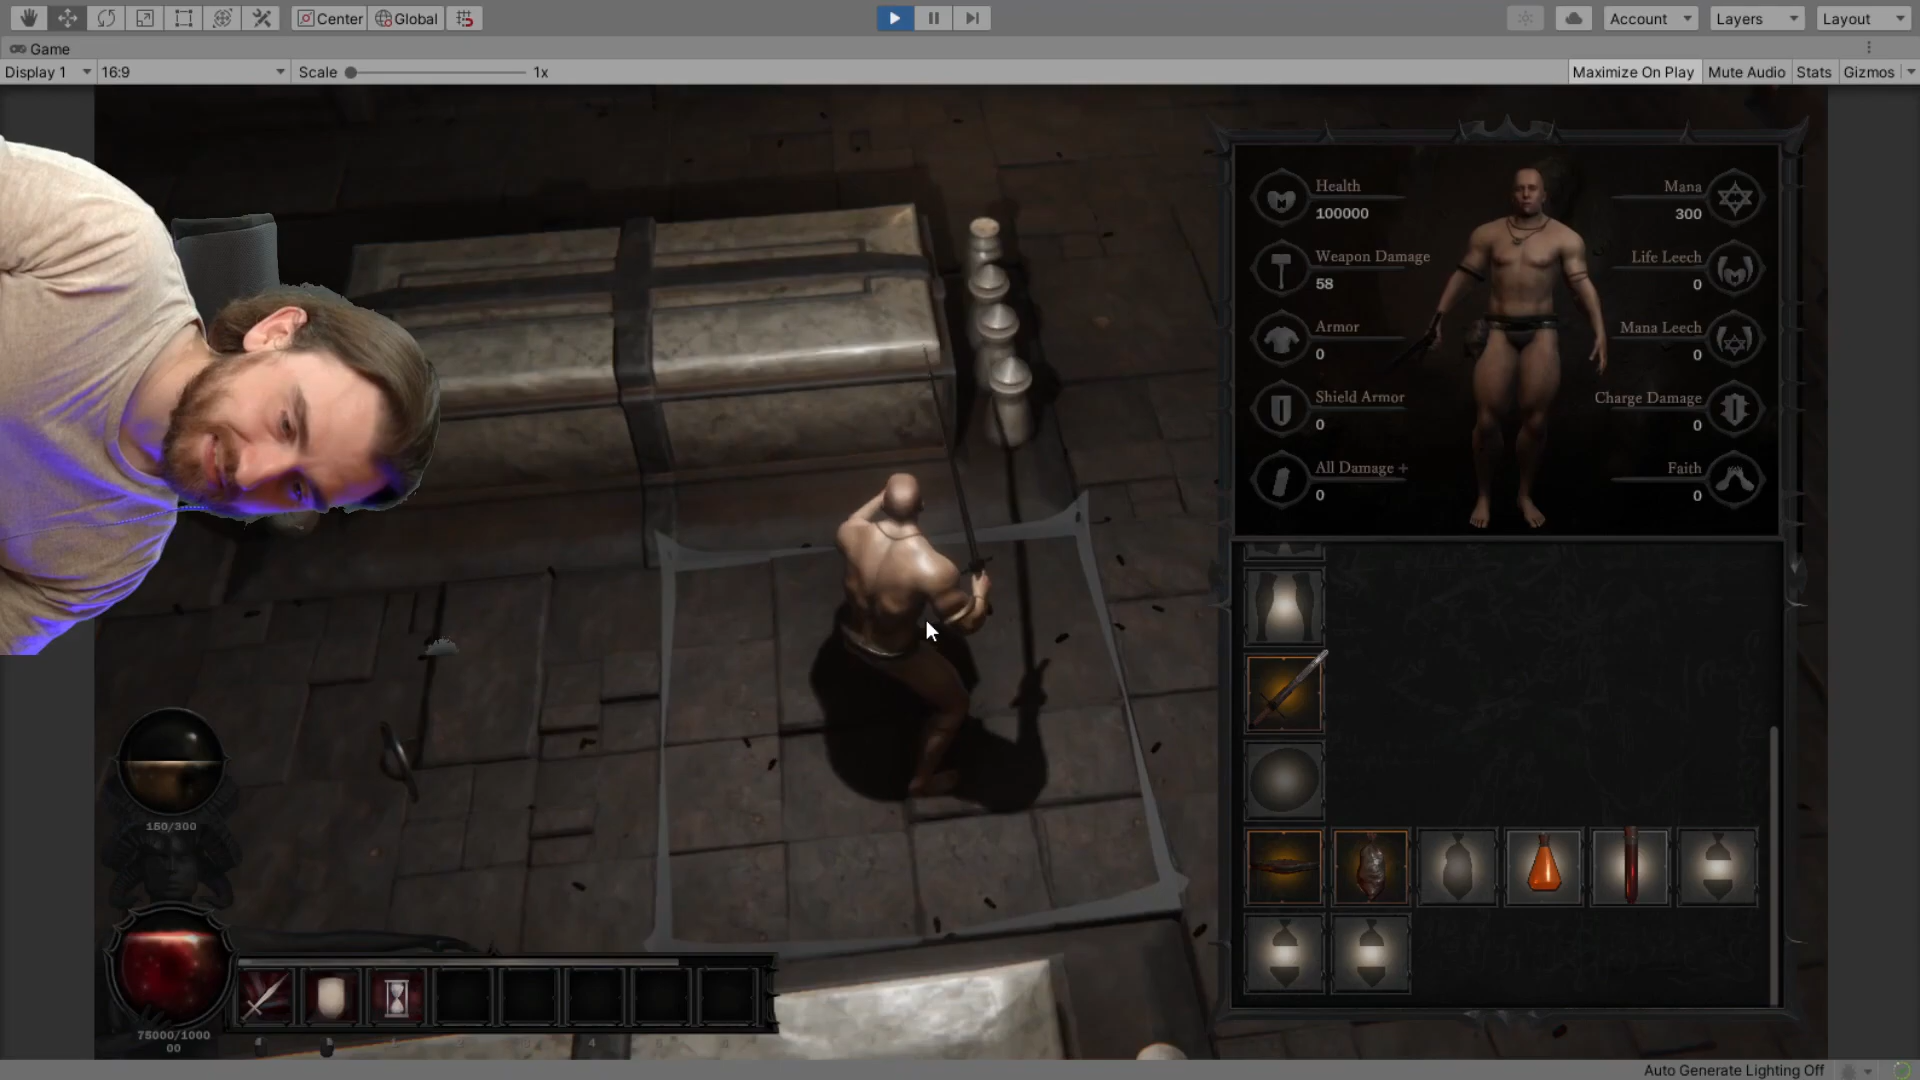 Center
Global
Account
Layers
Layout
Game
Display 1
16:9
Scale
1x
Maximize On Play
Mute Audio
Stats
Gizmos
Health
100000
Mana
300
Weapon Damage
58
Life Leech
0
Armor
0
Mana Leech
0
Shield Armor
0
Charge Damage
0
All Damage +
0
Faith
0
150/300
75000/1000
00
4
Auto Generate Lighting Off